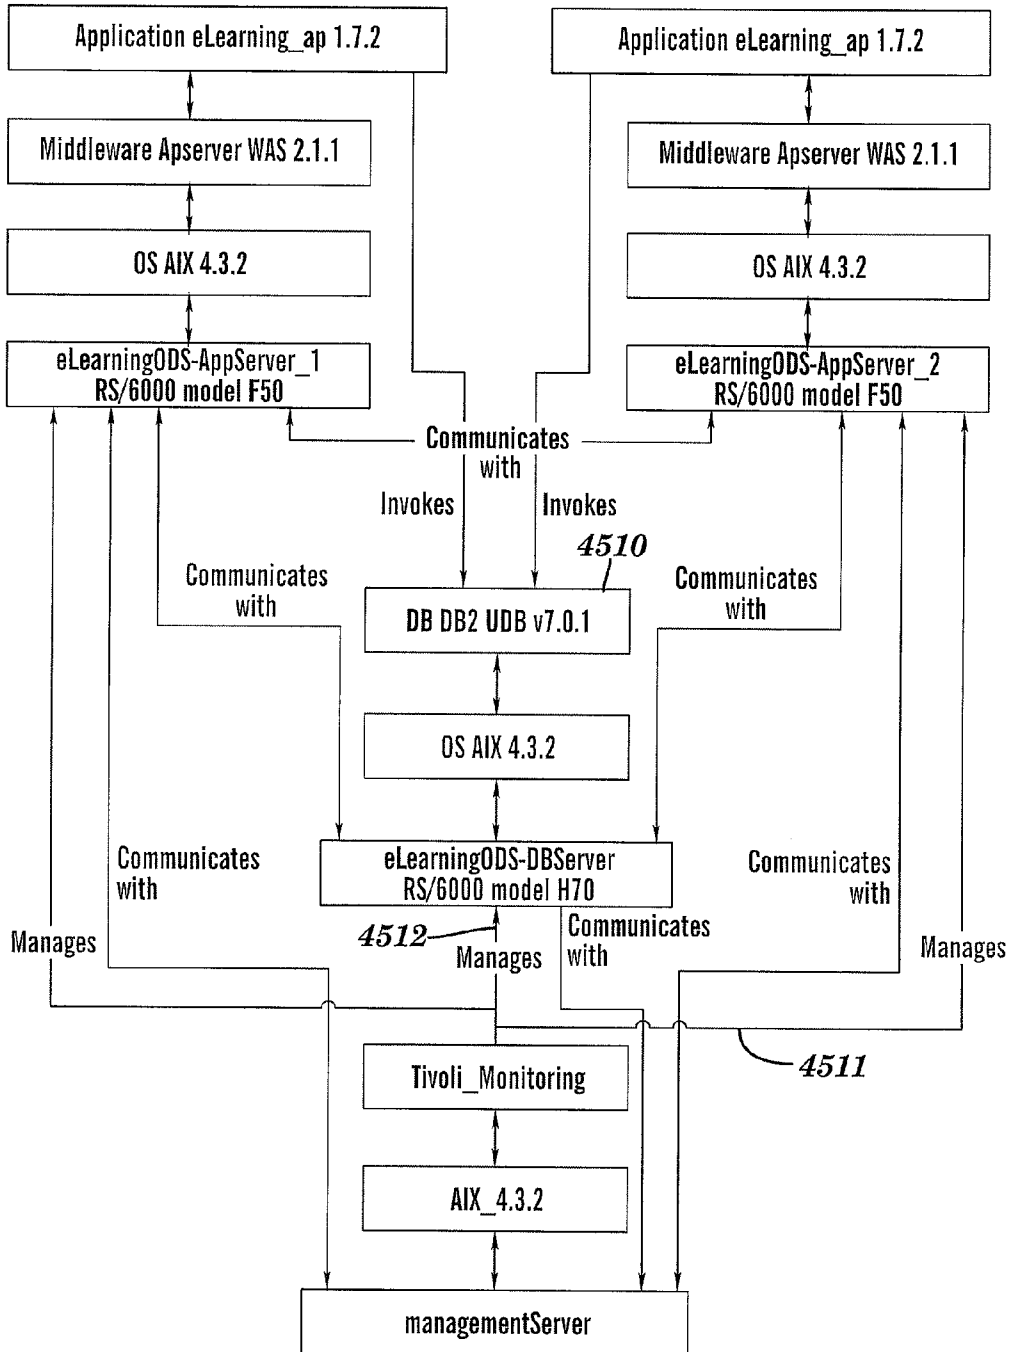 Application eLearning_ap 1.7.2
Application eLearning_ap 1.7.2
Middleware Apserver WAS 2.1.1
Middleware Apserver WAS 2.1.1
OS AIX 4.3.2
OS AIX 4.3.2
eLearningODS-AppServer_1
RS/6000 model F50
eLearningODS-AppServer_2
RS/6000 model F50
Communicates
with
Invokes
Invokes
4510
Communicates
with
Communicates
with
DB DB2 UDB v7.0.1
OS AIX 4.3.2
eLearningODS-DBServer
RS/6000 model H70
Communicates
with
Communicates
with
4512
Communicates
with
Manages
Manages
Manages
4511
Tivoli_Monitoring
AIX_4.3.2
managementServer